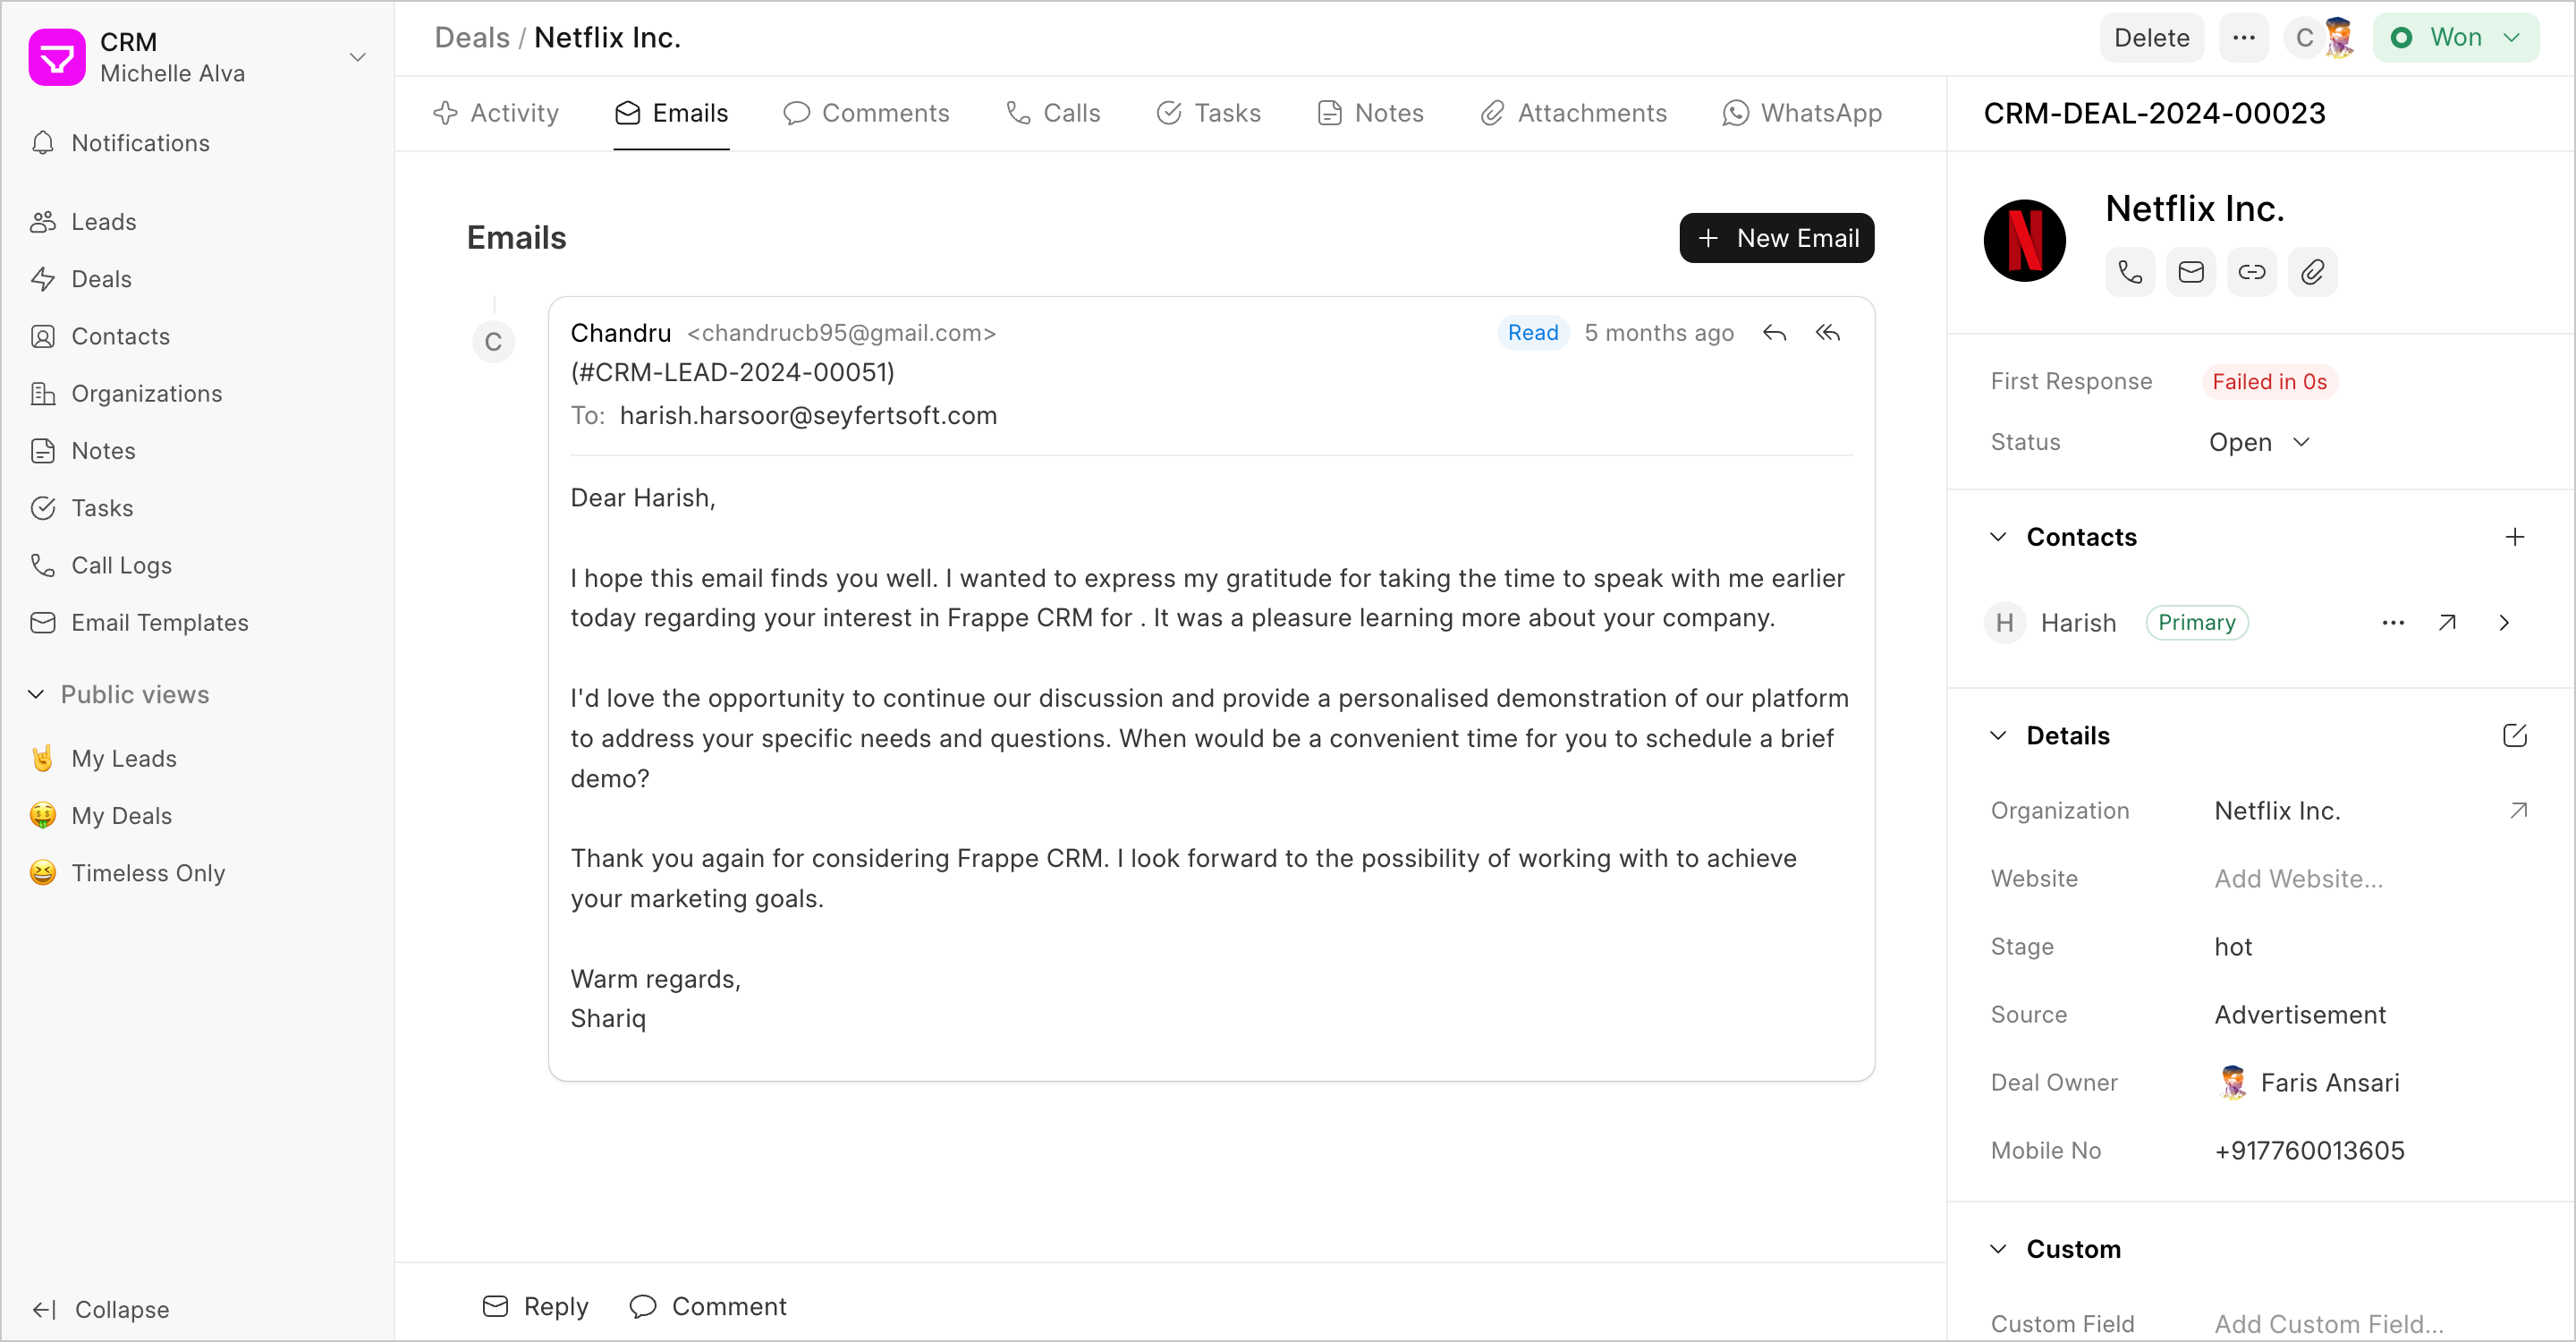 CRM
Michelle Alva
Notifications
Leads
Deals
Contacts
Organizations
Notes
Tasks
Call Logs
Email Templates
Public views
My Leads
My Deals
Timeless Only
Collapse
Deals / Netflix Inc.
Delete
C
Won
Activity
Emails
Comments
Calls
Tasks
Notes
Attachments
WhatsApp
Emails
+ New Email
C
Chandru <chandrucb95@gmail.com>
Read
5 months ago
(#CRM-LEAD-2024-00051)
To: harish.harsoor@seyfertsoft.com
Dear Harish,
I hope this email finds you well. I wanted to express my gratitude for taking the time to speak with me earlier
today regarding your interest in Frappe CRM for . It was a pleasure learning more about your company.
I'd love the opportunity to continue our discussion and provide a personalised demonstration of our platform
to address your specific needs and questions. When would be a convenient time for you to schedule a brief
demo?
Thank you again for considering Frappe CRM. I look forward to the possibility of working with to achieve
your marketing goals.
Warm regards,
Shariq
Reply
Comment
CRM-DEAL-2024-00023
N
Netflix Inc.
First Response Failed in 0s
Status Open
Contacts
H Harish Primary
Details
Organization Netflix Inc.
Website Add Website...
Stage hot
Source Advertisement
Deal Owner Faris Ansari
Mobile No +917760013605
Custom
Custom Field Add Custom Field...